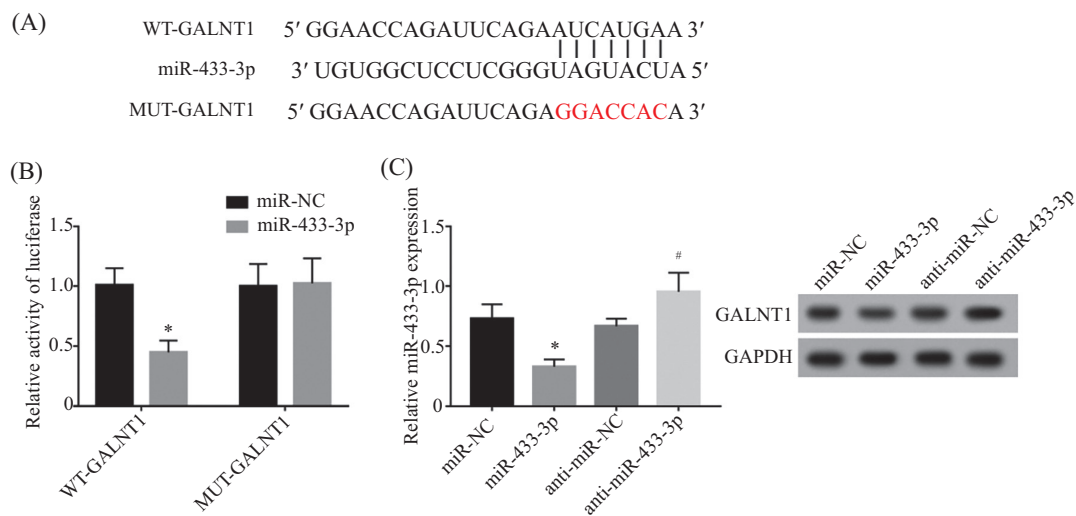 (A)
WT-GALNT1 5′ GGAACCAGAUUCAGAAUCAUGAA 3′
miR-433-3p 3′ UGUGGCUCCUCGGGUAGUACUA 5′
MUT-GALNT1 5′ GGAACCAGAUUCAGAGGACCACA 3′
(B)
miR-NC
miR-433-3p
Relative activity of luciferase
1.5
1.0
0.5
0
*
WT-GALNT1
MUT-GALNT1
(C)
Relative miR-433-3p expression
1.5
1.0
0.5
0
*
#
miR-NC
miR-433-3p
anti-miR-NC
anti-miR-433-3p
miR-NC
miR-433-3p
anti-miR-NC
anti-miR-433-3p
GALNT1
GAPDH